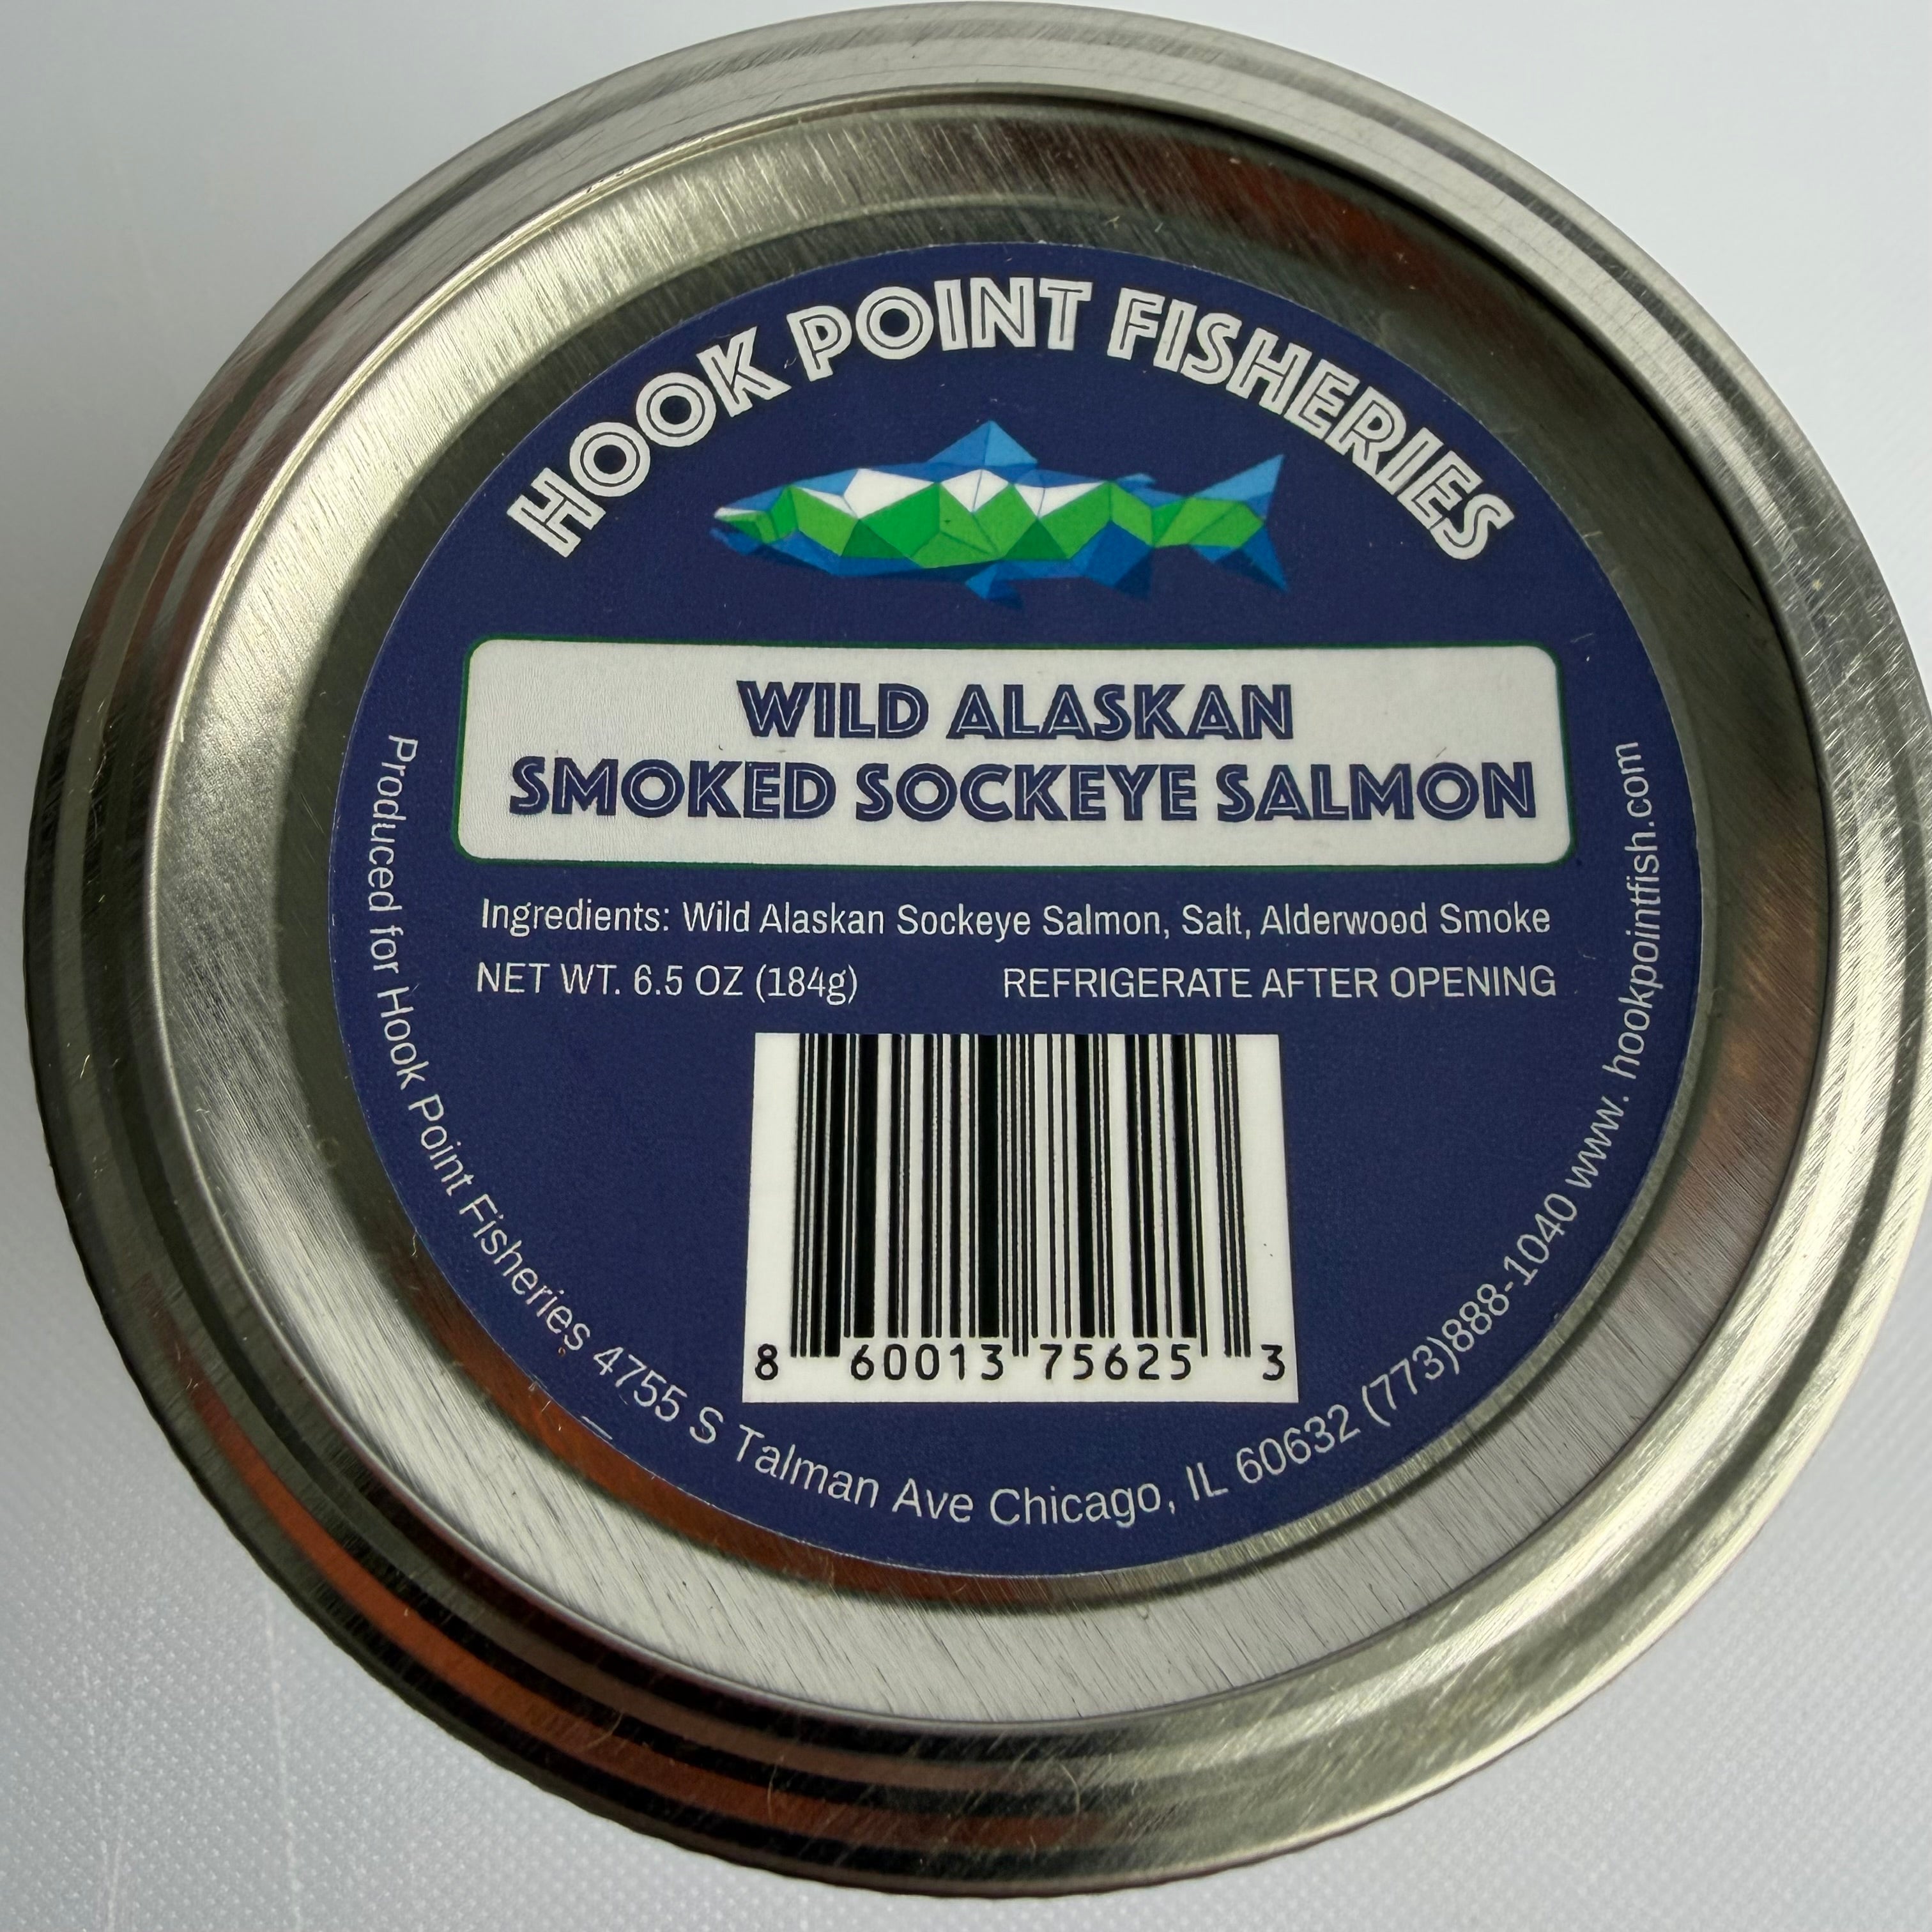 HOOK POINT FISHERIES
WILD ALASKAN
SMOKED SOCKEYE SALMON
Ingredients: Wild Alaskan Sockeye Salmon, Salt, Alderwood Smoke
NET WT. 6.5 OZ (184g) REFRIGERATE AFTER OPENING
8 60013 75625 3
Produced for Hook Point Fisheries 4755 S Talman Ave Chicago, IL 60632 (773)888-1040 www. hookpointfish.com